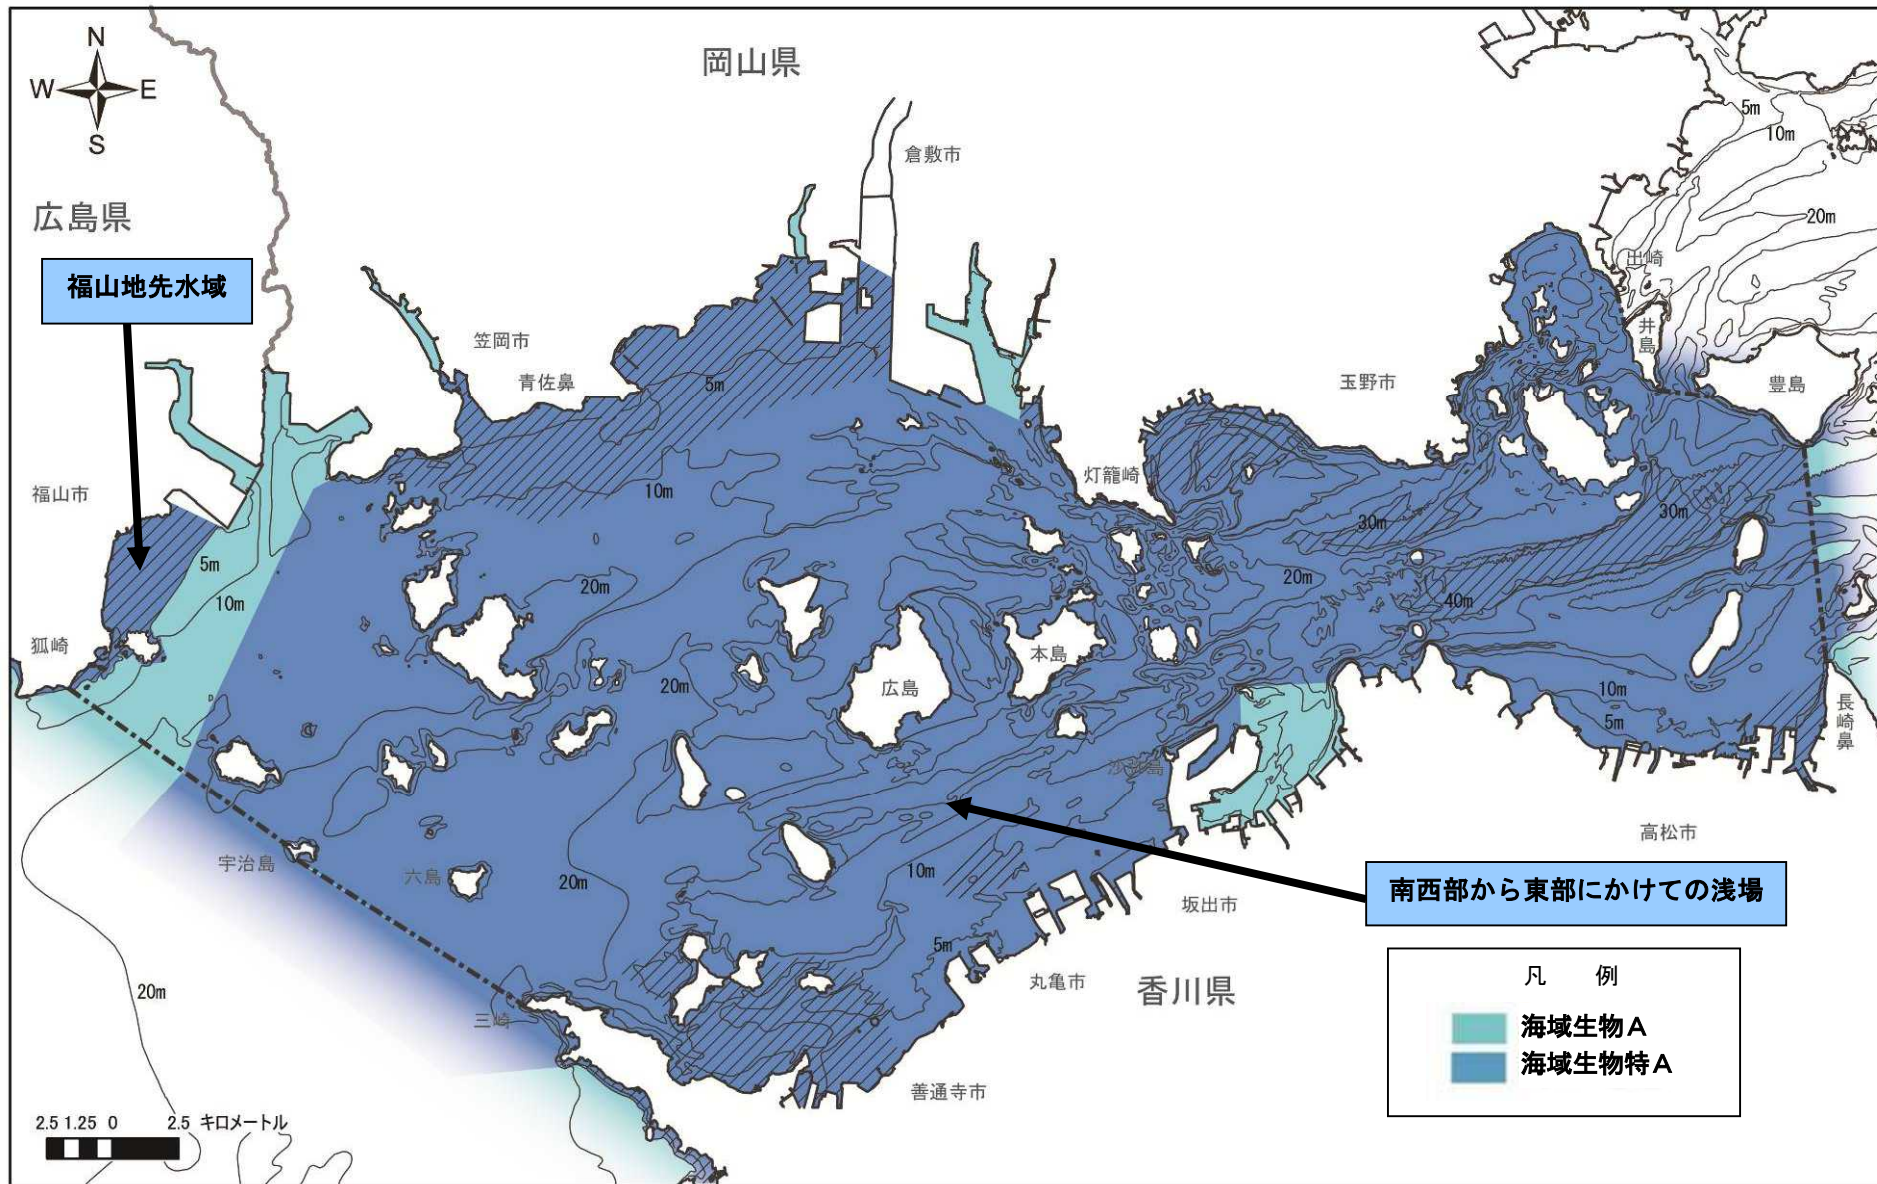 N
W E
S
岡山県
倉敷市
広島県
福山地先水域
5m
10m
20m
出崎
井島
豊島
笠岡市
青佐鼻
5m
玉野市
福山市
10m
灯籠崎
30m
30m
5m
10m
20m
20m
40m
狐崎
本島
広島
20m
10m
5m
長崎鼻
沙弥島
高松市
宇治島
六島
20m
10m
南西部から東部にかけての浅場
坂出市
5m
丸亀市
香川県
20m
三崎
善通寺市
凡 例
海域生物A
海域生物特A
2.5 1.25 0 2.5 キロメートル